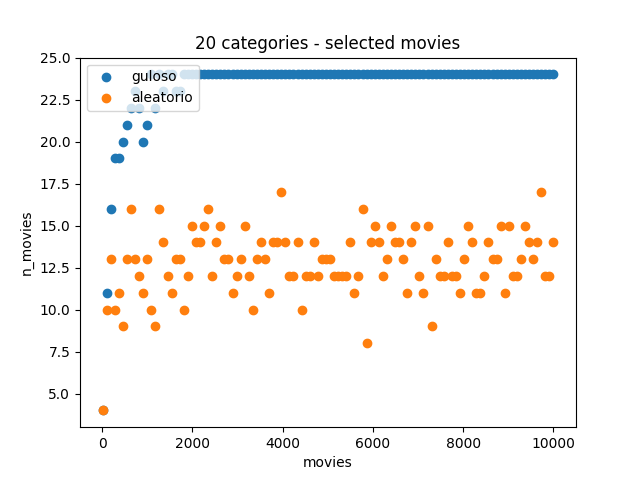 20 categories - selected movies
guloso
aleatorio
25.0
22.5
20.0
17.5
15.0
12.5
10.0
7.5
5.0
n_movies
0 2000 4000 6000 8000 10000
movies